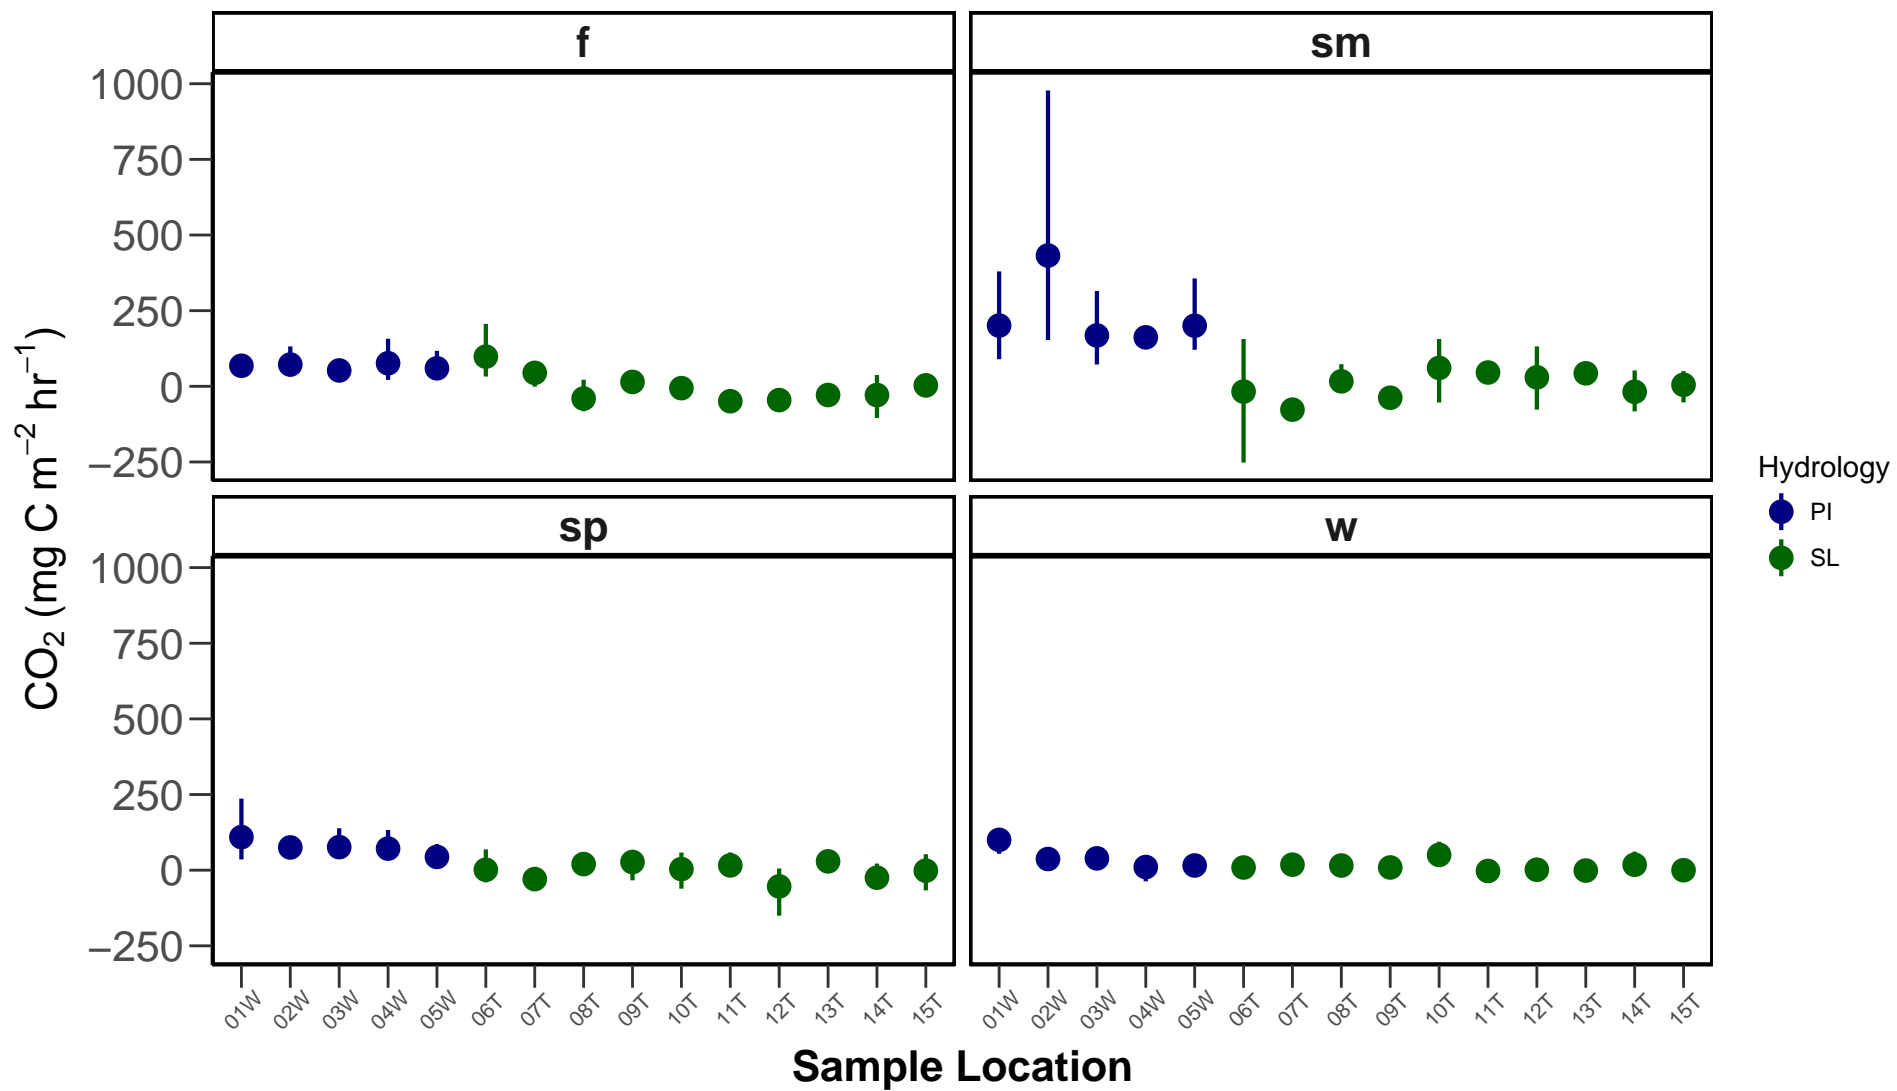 f
sm
1000
750
500
250
0
−250
sp
w
1000
750
500
250
0
−250
CO₂ (mg C m⁻² hr⁻¹)
01W 02W 03W 04W 05W 06T 07T 08T 09T 10T 11T 12T 13T 14T 15T
01W 02W 03W 04W 05W 06T 07T 08T 09T 10T 11T 12T 13T 14T 15T
Sample Location
Hydrology
PI
SL